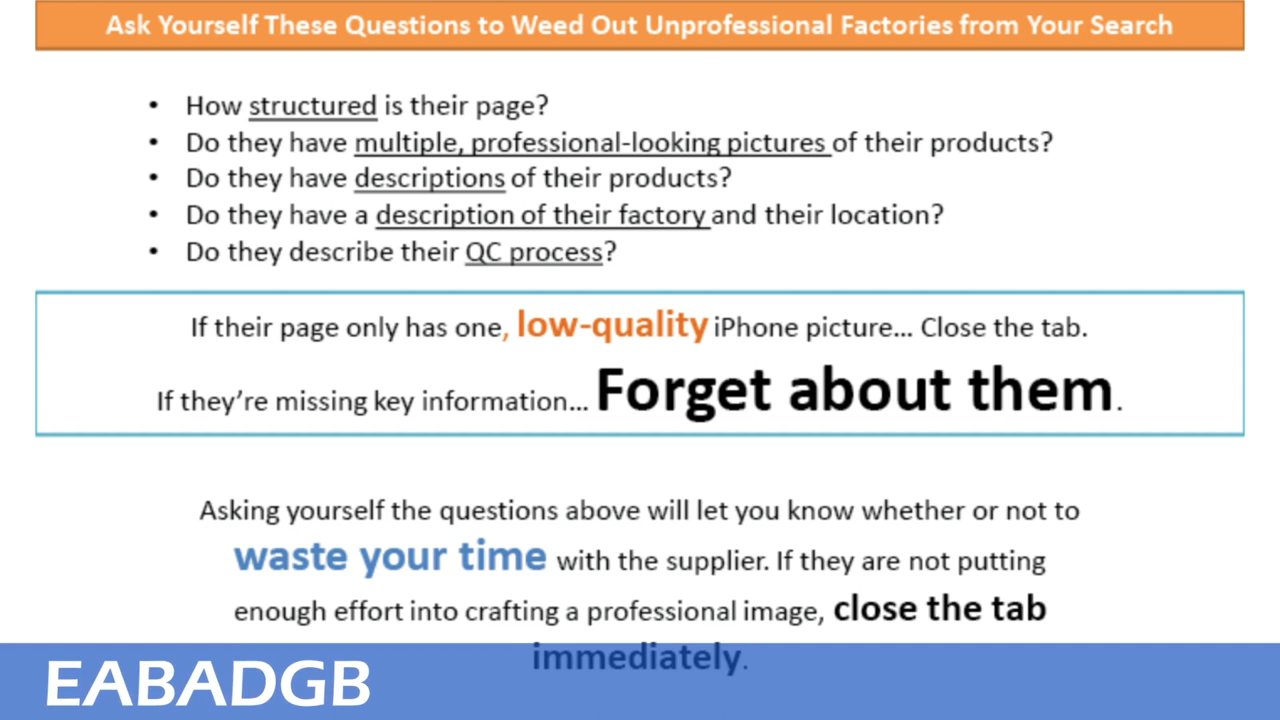 Ask Yourself These Questions to Weed Out Unprofessional Factories from Your Search
• How structured is their page?
• Do they have multiple, professional-looking pictures of their products?
• Do they have descriptions of their products?
• Do they have a description of their factory and their location?
• Do they describe their QC process?
If their page only has one, low-quality iPhone picture... Close the tab.
If they're missing key information... Forget about them.
Asking yourself the questions above will let you know whether or not to
waste your time with the supplier. If they are not putting
enough effort into crafting a professional image, close the tab
immediately.
EABADGB